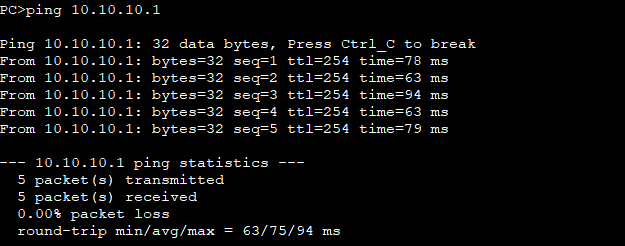 PC>ping 10.10.10.1
Ping 10.10.10.1: 32 data bytes, Press Ctrl_C to break
From 10.10.10.1: bytes=32 seq=1 ttl=254 time=78 ms
From 10.10.10.1: bytes=32 seq=2 ttl=254 time=63 ms
From 10.10.10.1: bytes=32 seq=3 ttl=254 time=94 ms
From 10.10.10.1: bytes=32 seq=4 ttl=254 time=63 ms
From 10.10.10.1: bytes=32 seq=5 ttl=254 time=79 ms
--- 10.10.10.1 ping statistics ---
5 packet(s) transmitted
5 packet(s) received
0.00% packet loss
round-trip min/avg/max = 63/75/94 ms